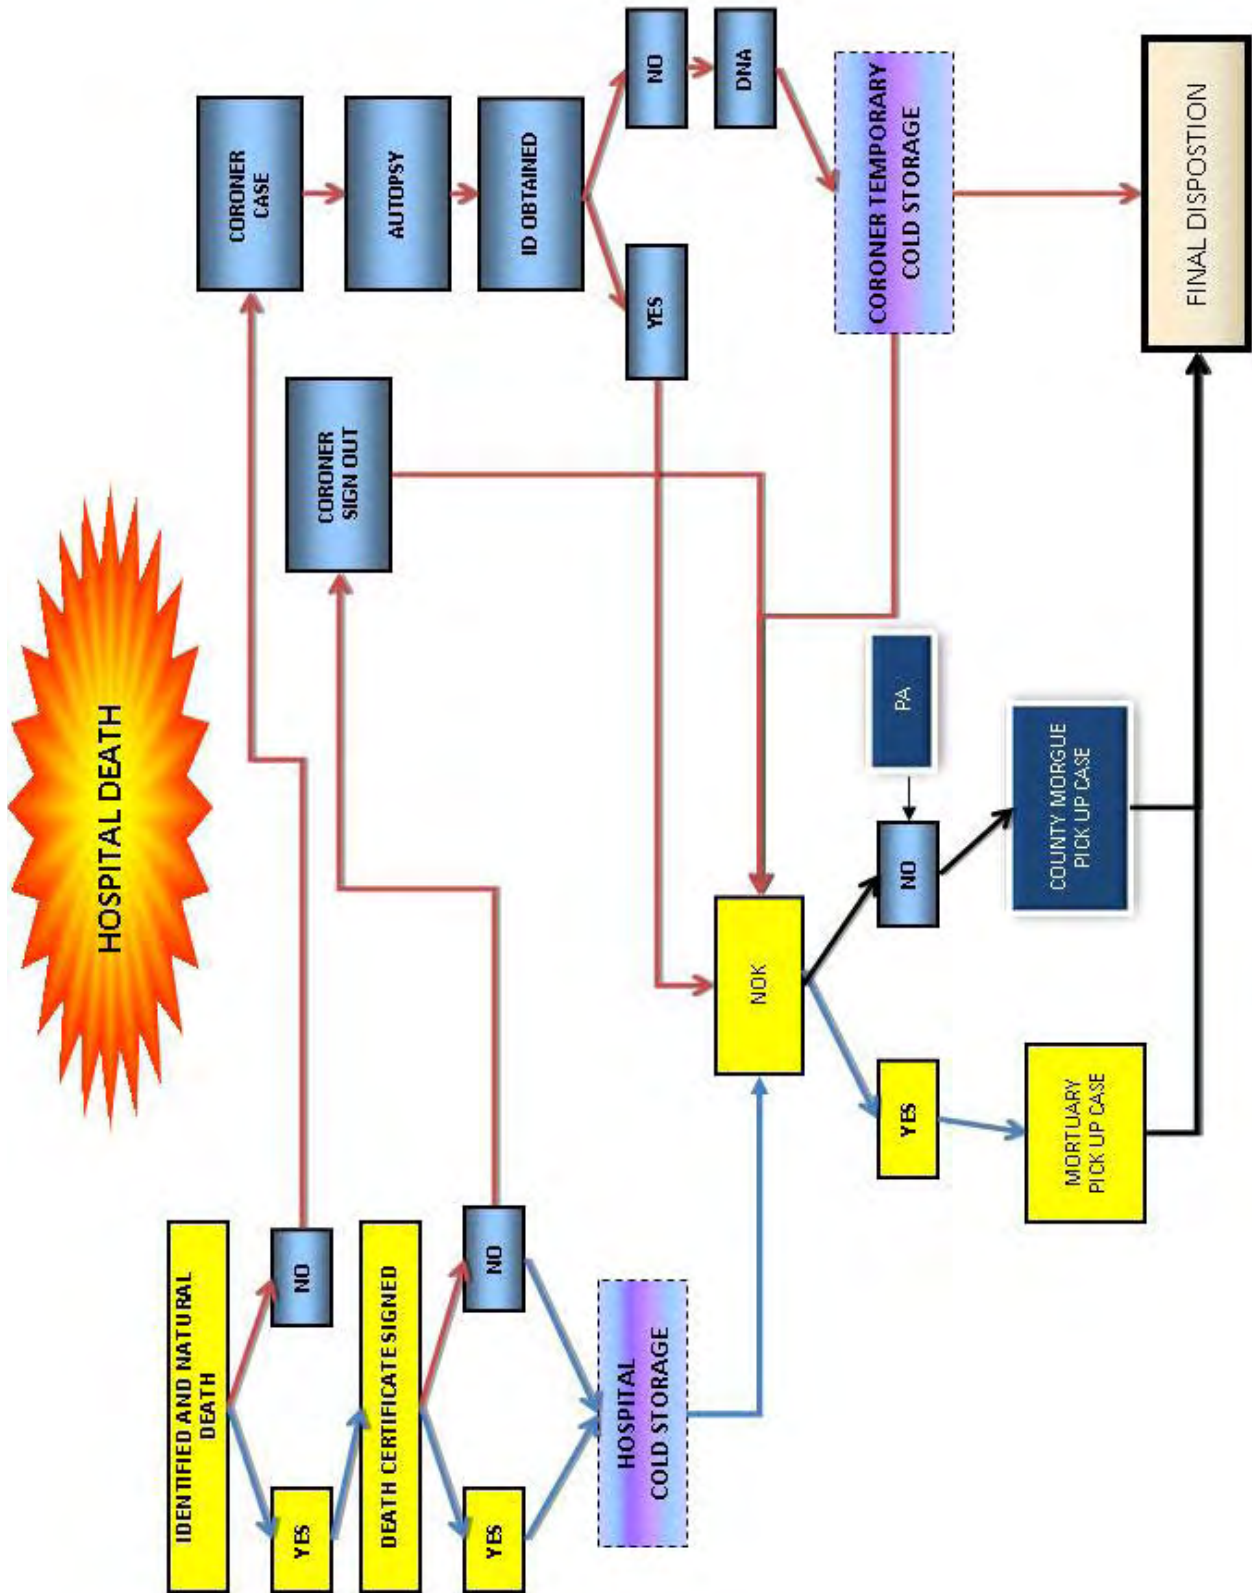 HOSPITAL DEATH
IDENTIFIED AND NATURAL
DEATH
YES
NO
DEATH CERTIFICATE SIGNED
YES
NO
HOSPITAL
COLD STORAGE
CORONER
CASE
AUTOPSY
ID OBTAINED
YES
NO
DNA
CORONER
SIGN OUT
CORONER TEMPORARY
COLD STORAGE
NOK
YES
NO
PA
MORTUARY
PICK UP CASE
COUNTY MORGUE
PICK UP CASE
FINAL DISPOSTION